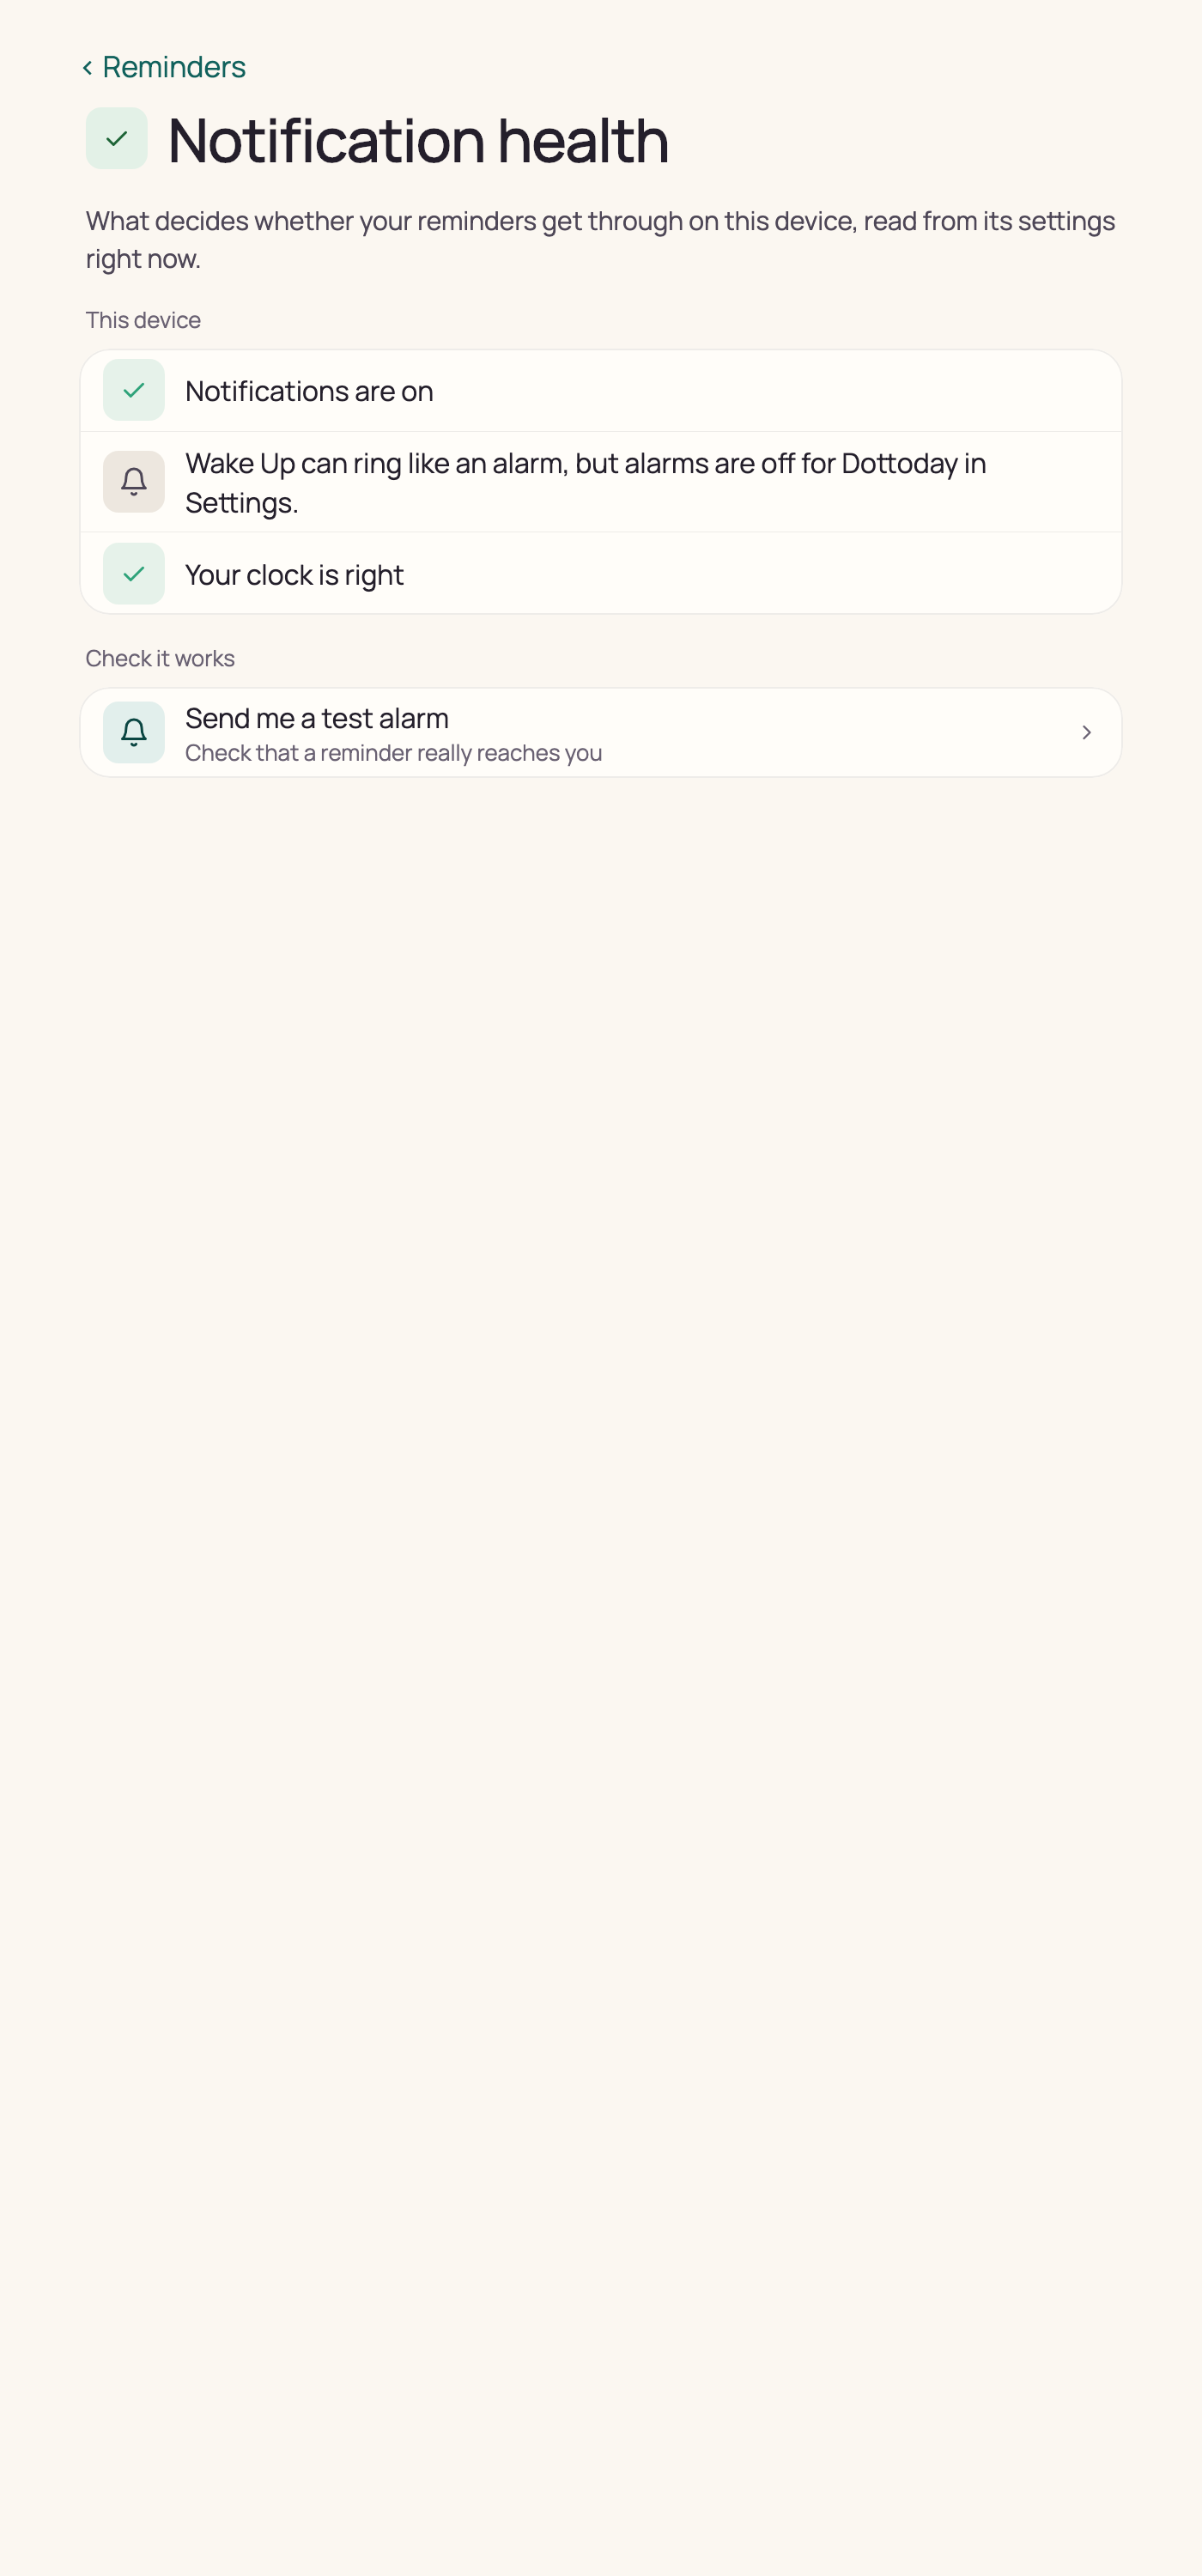 Reminders
Notification health
What decides whether your reminders get through on this device, read from its settings
right now.
This device
Notifications are on
Wake Up can ring like an alarm, but alarms are off for Dottoday in
Settings.
Your clock is right
Check it works
Send me a test alarm
Check that a reminder really reaches you